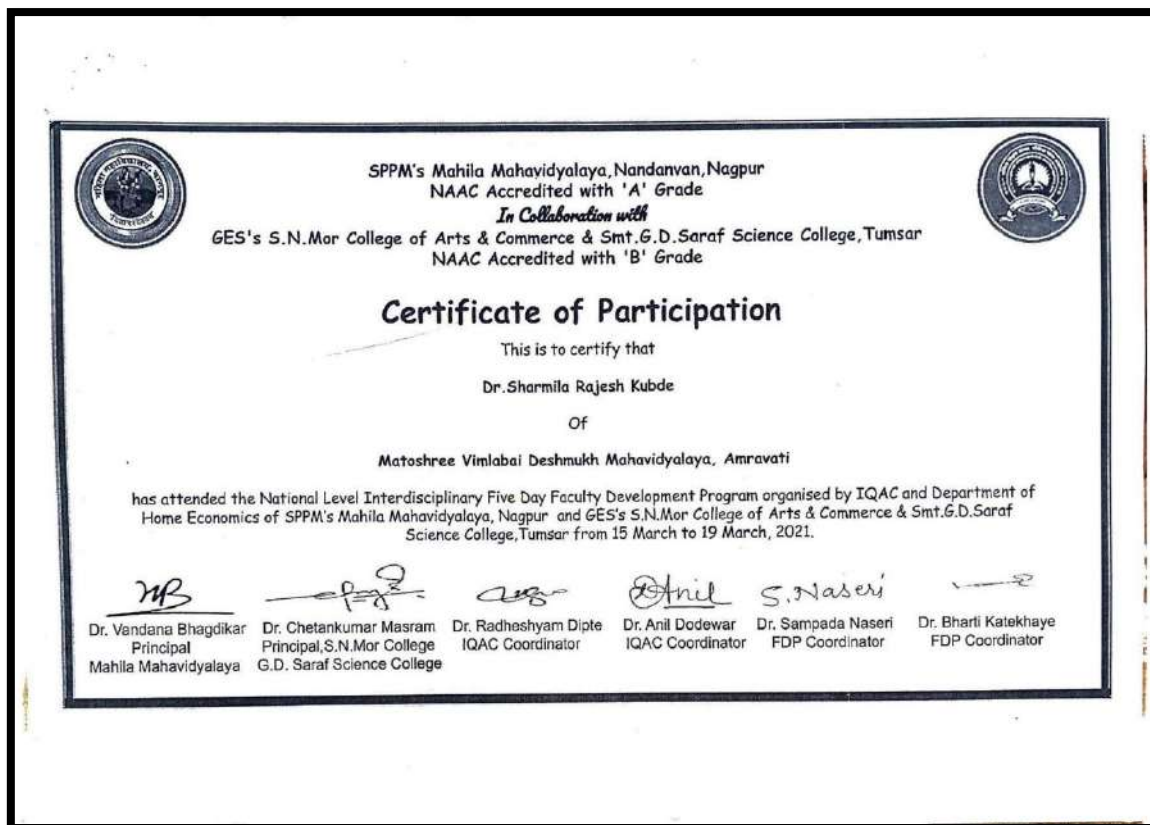 SPPM's Mahila Mahavidyalaya,Nandanvan,Nagpur
NAAC Accredited with 'A' Grade
In Collaboration with
GES's S.N.Mor College of Arts & Commerce & Smt.G.D.Saraf Science College,Tumsar
NAAC Accredited with 'B' Grade
Certificate of Participation
This is to certify that
Dr.Sharmila Rajesh Kubde
Of
Matoshree Vimlabai Deshmukh Mahavidyalaya, Amravati
has attended the National Level Interdisciplinary Five Day Faculty Development Program organised by IQAC and Department of
Home Economics of SPPM's Mahila Mahavidyalaya, Nagpur and GES's S.N.Mor College of Arts & Commerce & Smt.G.D.Saraf
Science College,Tumsar from 15 March to 19 March, 2021.
Anil S.Naseri
Dr. Vandana Bhagdikar Dr. Chetankumar Masram Dr. Radheshyam Dipte Dr. Anil Dodewar Dr. Sampada Naseri Dr. Bharti Katekhaye
Principal Principal,S.N.Mor College IQAC Coordinator IQAC Coordinator FDP Coordinator FDP Coordinator
Mahila Mahavidyalaya G.D. Saraf Science College